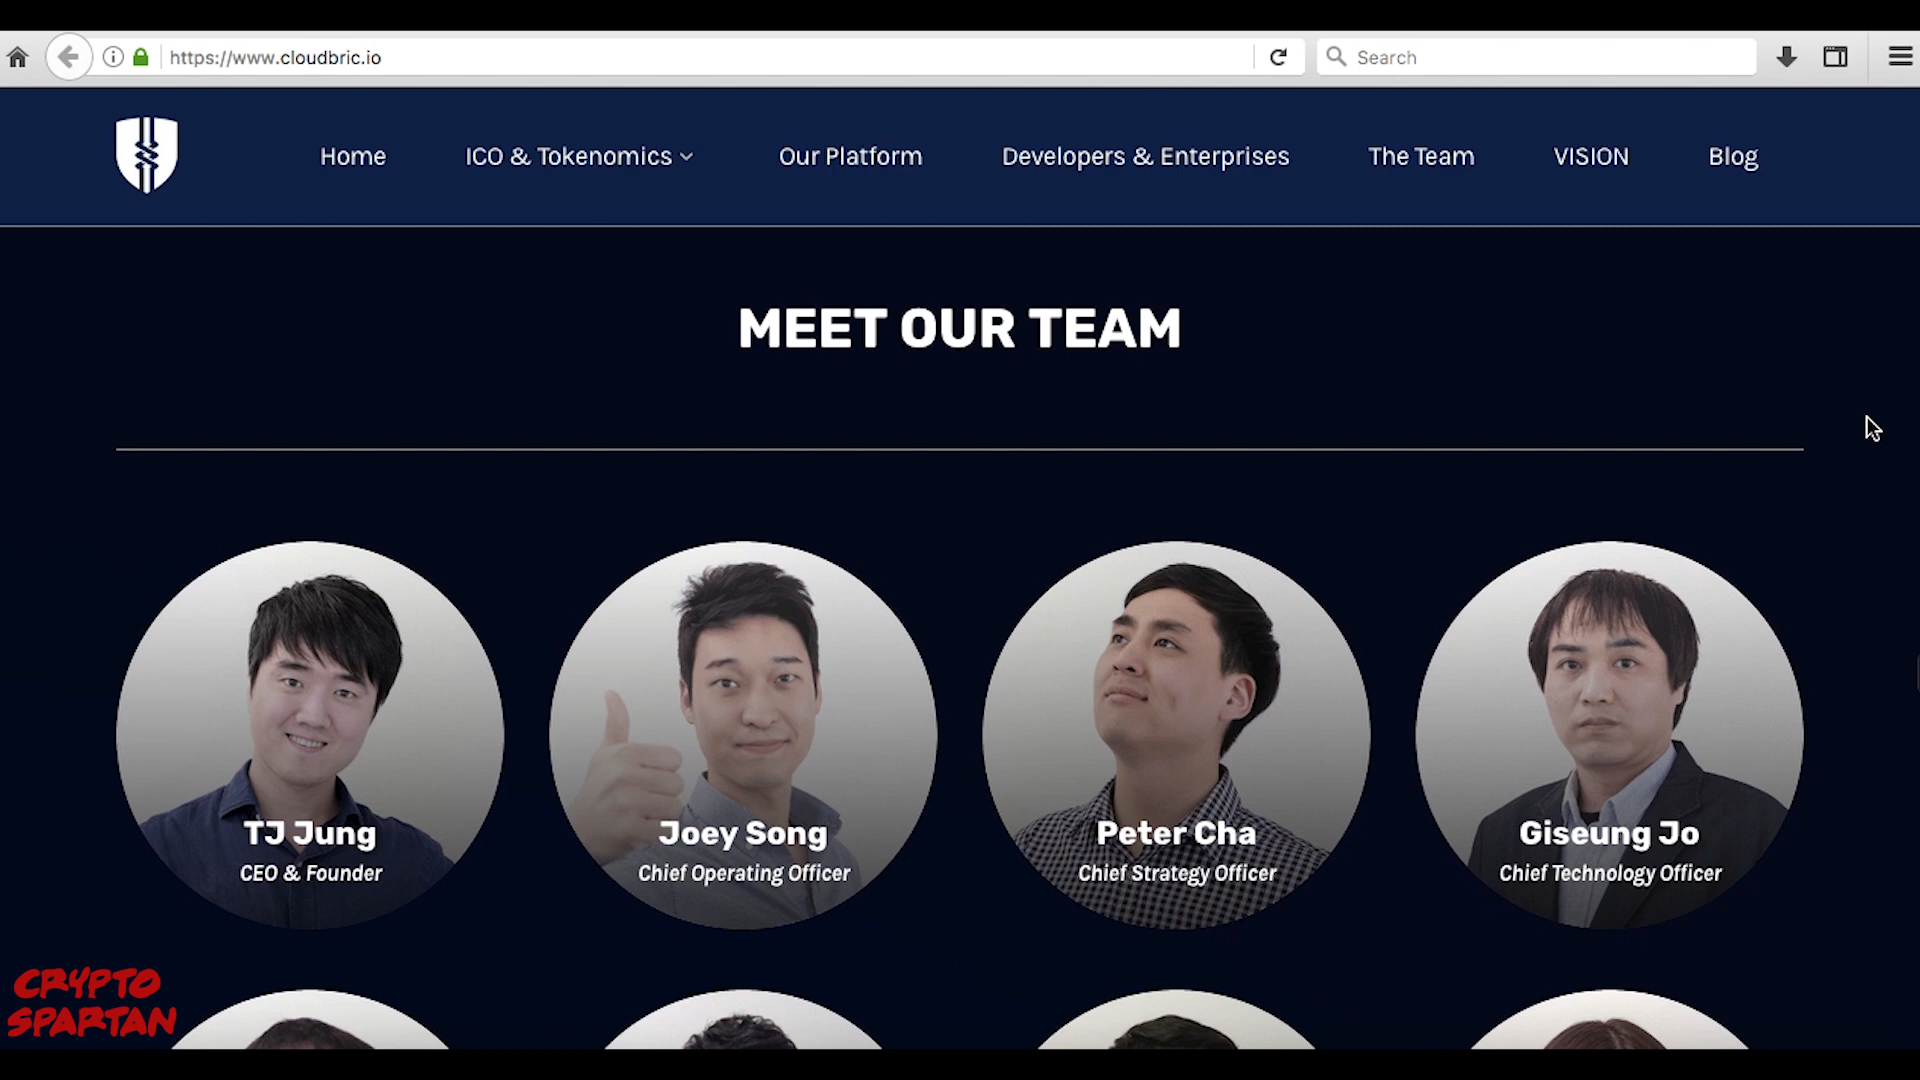 https://www.cloudbric.io
Search
Home
ICO & Tokenomics
Our Platform
Developers & Enterprises
The Team
VISION
Blog
MEET OUR TEAM
TJ Jung
CEO & Founder
Joey Song
Chief Operating Officer
Peter Cha
Chief Strategy Officer
Giseung Jo
Chief Technology Officer
CRYPTO
SPARTAN